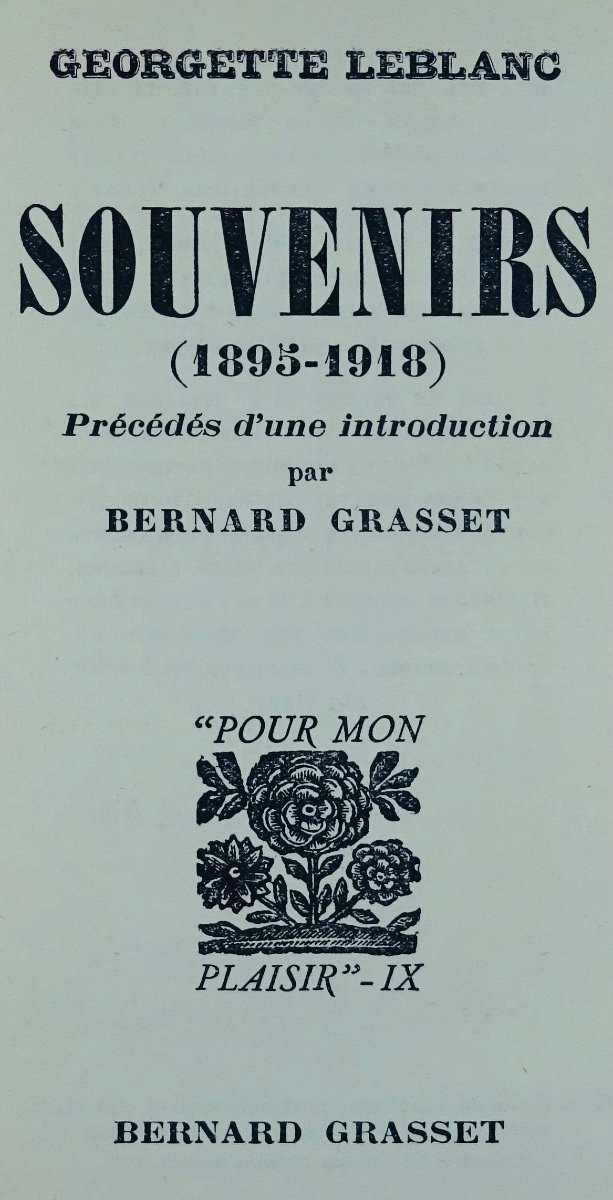 GEORGETTE LEBLANC
SOUVENIRS
(1895-1918)
Précédés d'une introduction
par
BERNARD GRASSET
"POUR MON
PLAISIR" - IX
BERNARD GRASSET